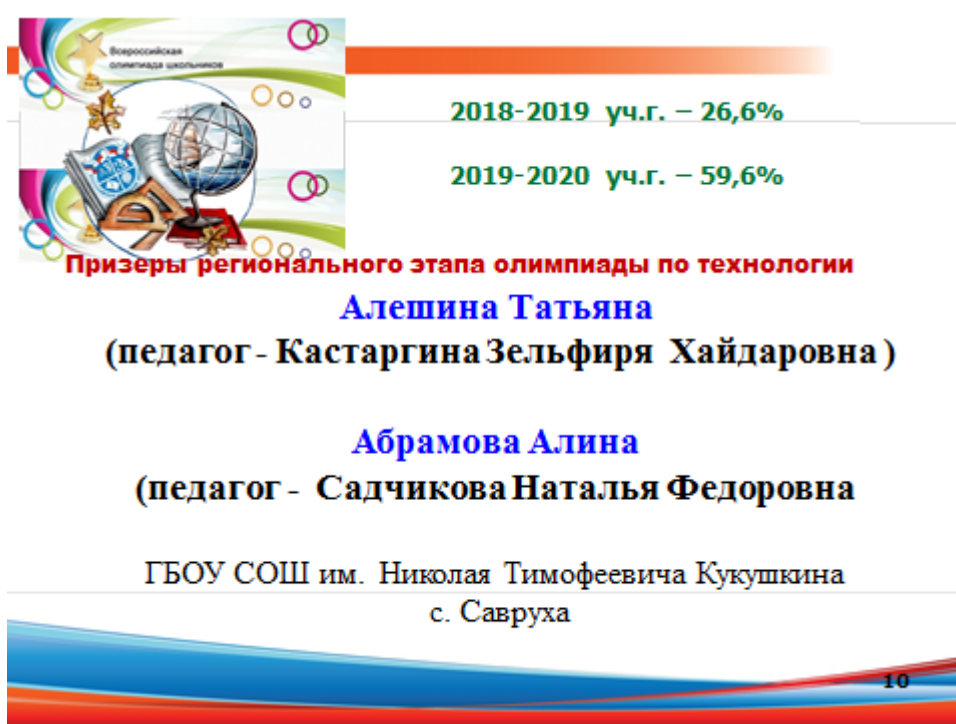 Всероссийская
олимпиада школьников
2018-2019 уч.г. – 26,6%
2019-2020 уч.г. – 59,6%
Призеры регионального этапа олимпиады по технологии
Алешина Татьяна
(педагог - Кастаргина Зельфиря Хайдаровна )
Абрамова Алина
(педагог - Садчикова Наталья Федоровна
ГБОУ СОШ им. Николая Тимофеевича Кукушкина
с. Савруха
10